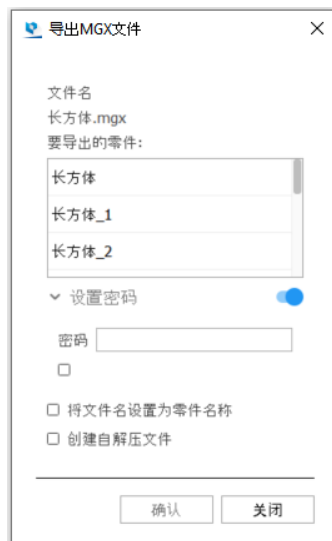 导出MGX文件
文件名
长方体.mgx
要导出的零件:
长方体
长方体_1
长方体_2
设置密码
密码
将文件名设置为零件名称
创建自解压文件
确认 关闭